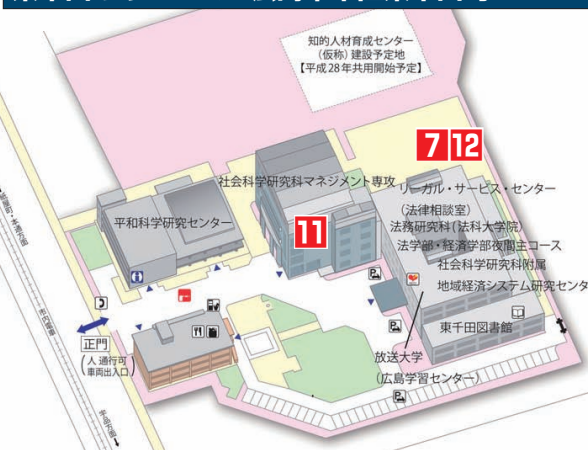 知的人材育成センター
(仮称)建設予定地
【平成28年共用開始予定】
7 12
社会科学研究科マネジメント専攻
リーガル・サービス・センター
(法律相談室)
平和科学研究センター
11
法務研究科(法科大学院)
法学部・経済学部夜間主コース
社会科学研究科附属
地域経済システム研究センタ
東千田図書館
正門
(人 通行可
車両出入口)
放送大学
(広島学習センター)